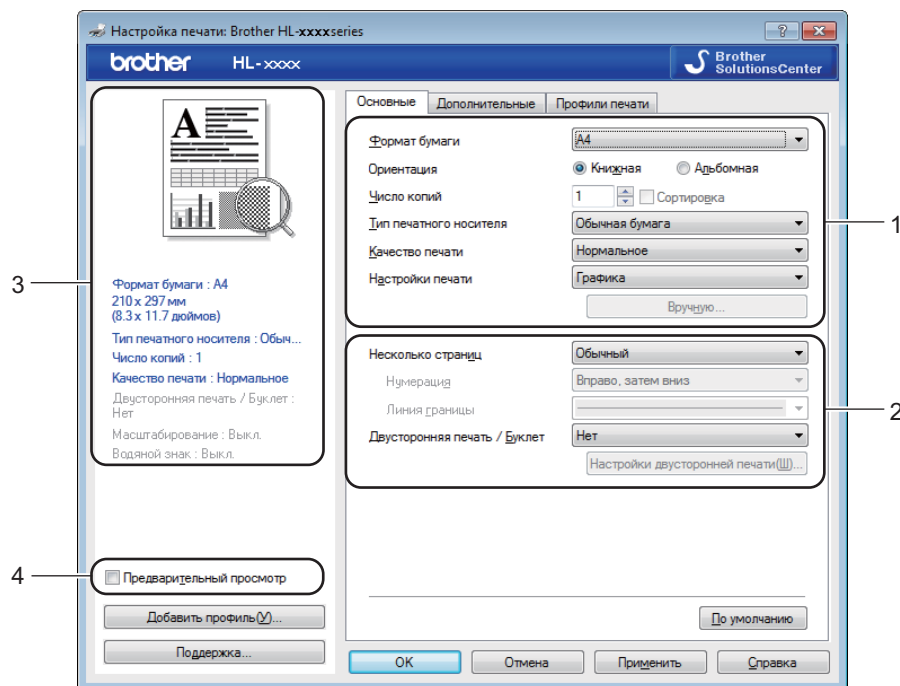 Настройка печати: Brother HL-xxxxseries
brother HL-xxxx
Brother SolutionsCenter
A
Формат бумаги : A4
210 x 297 мм
(8.3 x 11.7 дюймов)
Тип печатного носителя : Обыч...
Число копий : 1
Качество печати : Нормальное
Двусторонняя печать / Буклет :
Нет
Масштабирование : Выкл.
Водяной знак : Выкл.
3
Предварительный просмотр
4
Добавить профиль(У)...
Поддержка...
Основные Дополнительные Профили печати
Формат бумаги A4
Ориентация Книжная Альбомная
Число копий 1 Сортировка
Тип печатного носителя Обычная бумага
1
Качество печати Нормальное
Настройки печати Графика
Вручную...
Несколько страниц Обычный
Нумерация Вправо, затем вниз
Линия границы
2
Двусторонняя печать / Буклет Нет
Настройки двусторонней печати(Ш)...
По умолчанию
OK Отмена Применить Справка